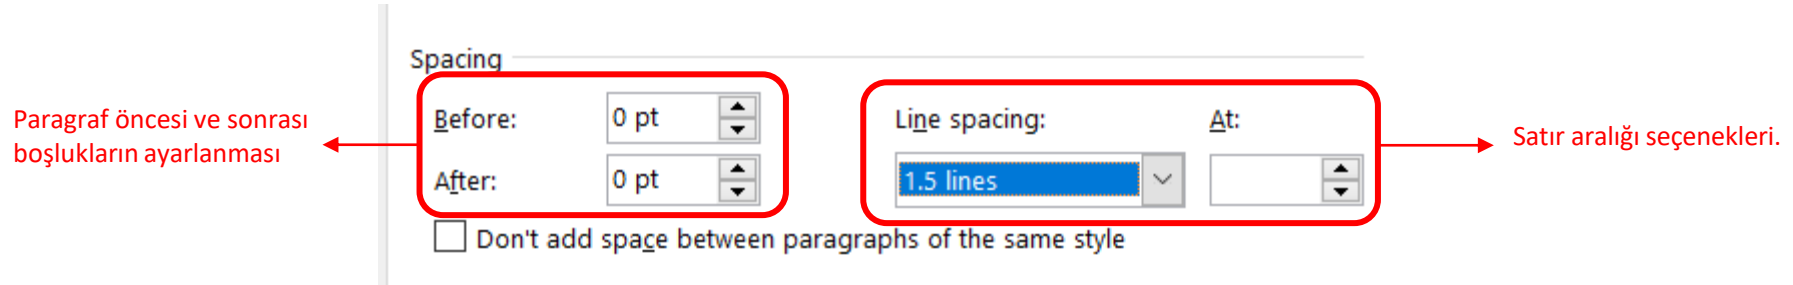 Spacing
Paragraf öncesi ve sonrası
boşlukların ayarlanması
Before: 0 pt
After: 0 pt
Line spacing: At:
1.5 lines
Satır aralığı seçenekleri.
Don't add space between paragraphs of the same style